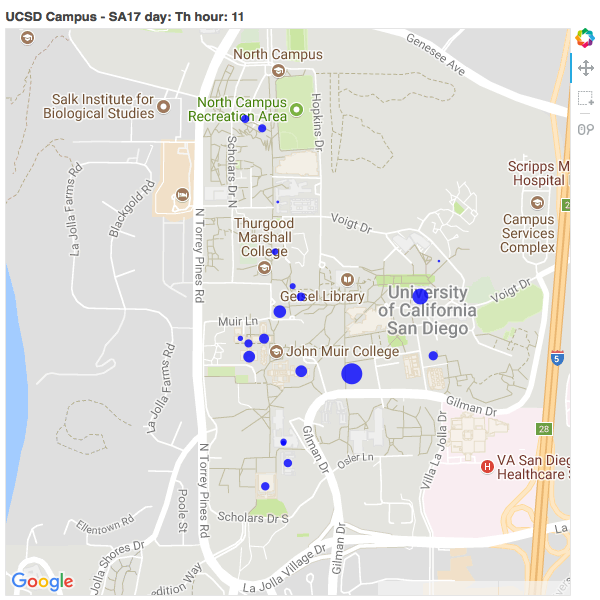 UCSD Campus - SA17 day: Th hour: 11
Genesee Ave
North Campus
Salk Institute for
Biological Studies
North Campus
Recreation Area
Hopkins Dr
Scholars Dr N
La Jolla Farms Rd
Blackgold Rd
Scripps M
Hospital
2
Campus
Services
Complex
N Torrey Pines Rd
Voigt Dr
Thurgood
Marshall
College
Geisel Library
University
of California
San Diego
Voigt Dr
Muir Ln
John Muir College
La Jolla Farms Rd
5
Gilman Dr
Villa La Jolla Dr
28
N Torrey Pines Rd
Gilman Dr
Osler Ln
H
VA San Dieg
Healthcare S
Poole St
Ellentown Rd
Scholars Dr S
La
La Jolla Shores Dr
Gilman Dr
La Jolla Village Dr
edition Way
Google